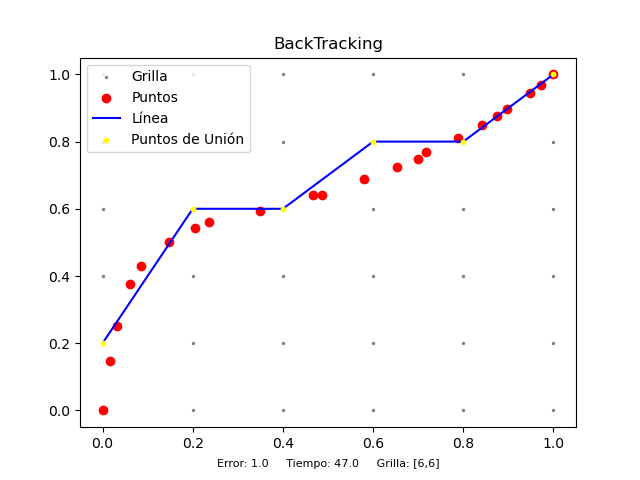 BackTracking
Grilla
Puntos
Línea
Puntos de Unión
1.0
0.8
0.6
0.4
0.2
0.0
0.0 0.2 0.4 0.6 0.8 1.0
Error: 1.0 Tiempo: 47.0 Grilla: [6,6]